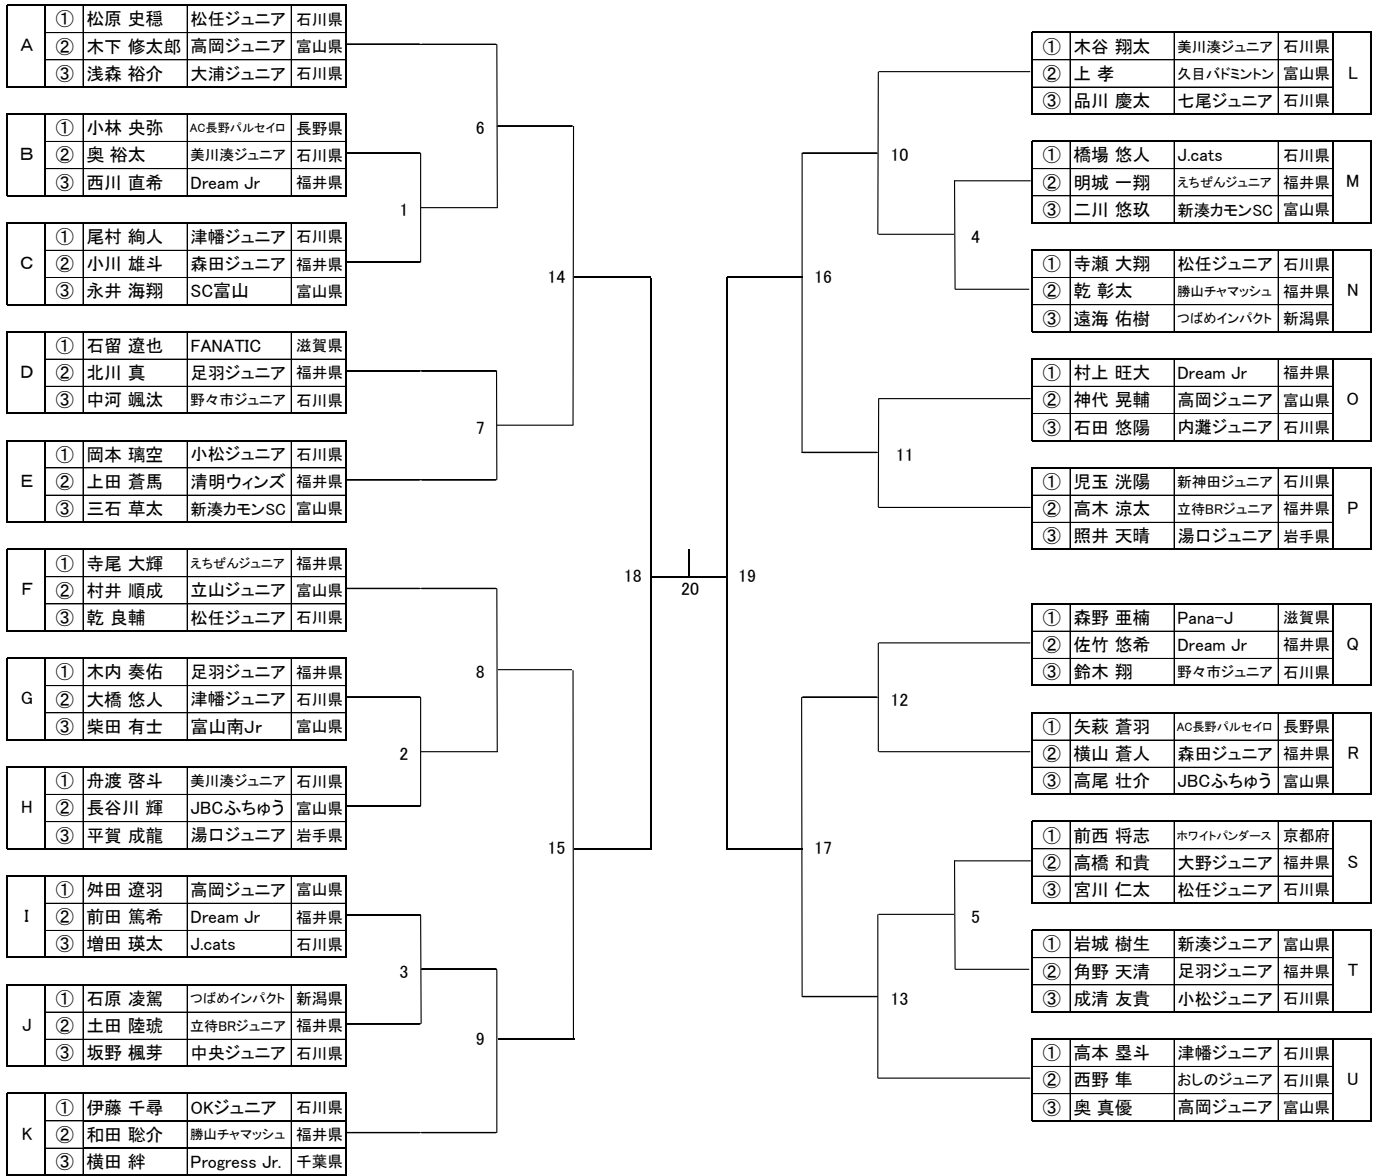 A
① 松原 史穏 松任ジュニア 石川県
② 木下 修太郎 高岡ジュニア 富山県
③ 浅森 裕介 大浦ジュニア 石川県
B
① 小林 央弥 AC長野パルセイロ 長野県
② 奥 裕太 美川湊ジュニア 石川県
③ 西川 直希 Dream Jr 福井県
C
① 尾村 絢人 津幡ジュニア 石川県
② 小川 雄斗 森田ジュニア 福井県
③ 永井 海翔 SC富山 富山県
D
① 石留 遼也 FANATIC 滋賀県
② 北川 真 足羽ジュニア 福井県
③ 中河 颯汰 野々市ジュニア 石川県
E
① 岡本 璃空 小松ジュニア 石川県
② 上田 蒼馬 清明ウィンズ 福井県
③ 三石 草太 新湊カモンSC 富山県
F
① 寺尾 大輝 えちぜんジュニア 福井県
② 村井 順成 立山ジュニア 富山県
③ 乾 良輔 松任ジュニア 石川県
G
① 木内 奏佑 足羽ジュニア 福井県
② 大橋 悠人 津幡ジュニア 石川県
③ 柴田 有士 富山南Jr 富山県
H
① 舟渡 啓斗 美川湊ジュニア 石川県
② 長谷川 輝 JBCふちゅう 富山県
③ 平賀 成龍 湯口ジュニア 岩手県
I
① 舛田 遼羽 高岡ジュニア 富山県
② 前田 篤希 Dream Jr 福井県
③ 増田 瑛太 J.cats 石川県
J
① 石原 凌駕 つばめインパクト 新潟県
② 土田 陸琥 立待BRジュニア 福井県
③ 坂野 楓芽 中央ジュニア 石川県
K
① 伊藤 千尋 OKジュニア 石川県
② 和田 聡介 勝山チャマッシュ 福井県
③ 横田 絆 Progress Jr. 千葉県
6
1
14
7
18
8
2
15
3
9
20
19
10
4
16
11
12
17
5
13
① 木谷 翔太 美川湊ジュニア 石川県
② 上 孝 久目バドミントン 富山県
③ 品川 慶太 七尾ジュニア 石川県
L
① 橋場 悠人 J.cats 石川県
② 明城 一翔 えちぜんジュニア 福井県
③ 二川 悠玖 新湊カモンSC 富山県
M
① 寺瀬 大翔 松任ジュニア 石川県
② 乾 彰太 勝山チャマッシュ 福井県
③ 遠海 佑樹 つばめインパクト 新潟県
N
① 村上 旺大 Dream Jr 福井県
② 神代 晃輔 高岡ジュニア 富山県
③ 石田 悠陽 内灘ジュニア 石川県
O
① 児玉 洸陽 新神田ジュニア 石川県
② 高木 涼太 立待BRジュニア 福井県
③ 照井 天晴 湯口ジュニア 岩手県
P
① 森野 亜楠 Pana-J 滋賀県
② 佐竹 悠希 Dream Jr 福井県
③ 鈴木 翔 野々市ジュニア 石川県
Q
① 矢萩 蒼羽 AC長野パルセイロ 長野県
② 横山 蒼人 森田ジュニア 福井県
③ 高尾 壮介 JBCふちゅう 富山県
R
① 前西 将志 ホワイトパンダース 京都府
② 高橋 和貴 大野ジュニア 福井県
③ 宮川 仁太 松任ジュニア 石川県
S
① 岩城 樹生 新湊ジュニア 富山県
② 角野 天清 足羽ジュニア 福井県
③ 成清 友貴 小松ジュニア 石川県
T
① 高本 塁斗 津幡ジュニア 石川県
② 西野 隼 おしのジュニア 石川県
③ 奥 真優 高岡ジュニア 富山県
U